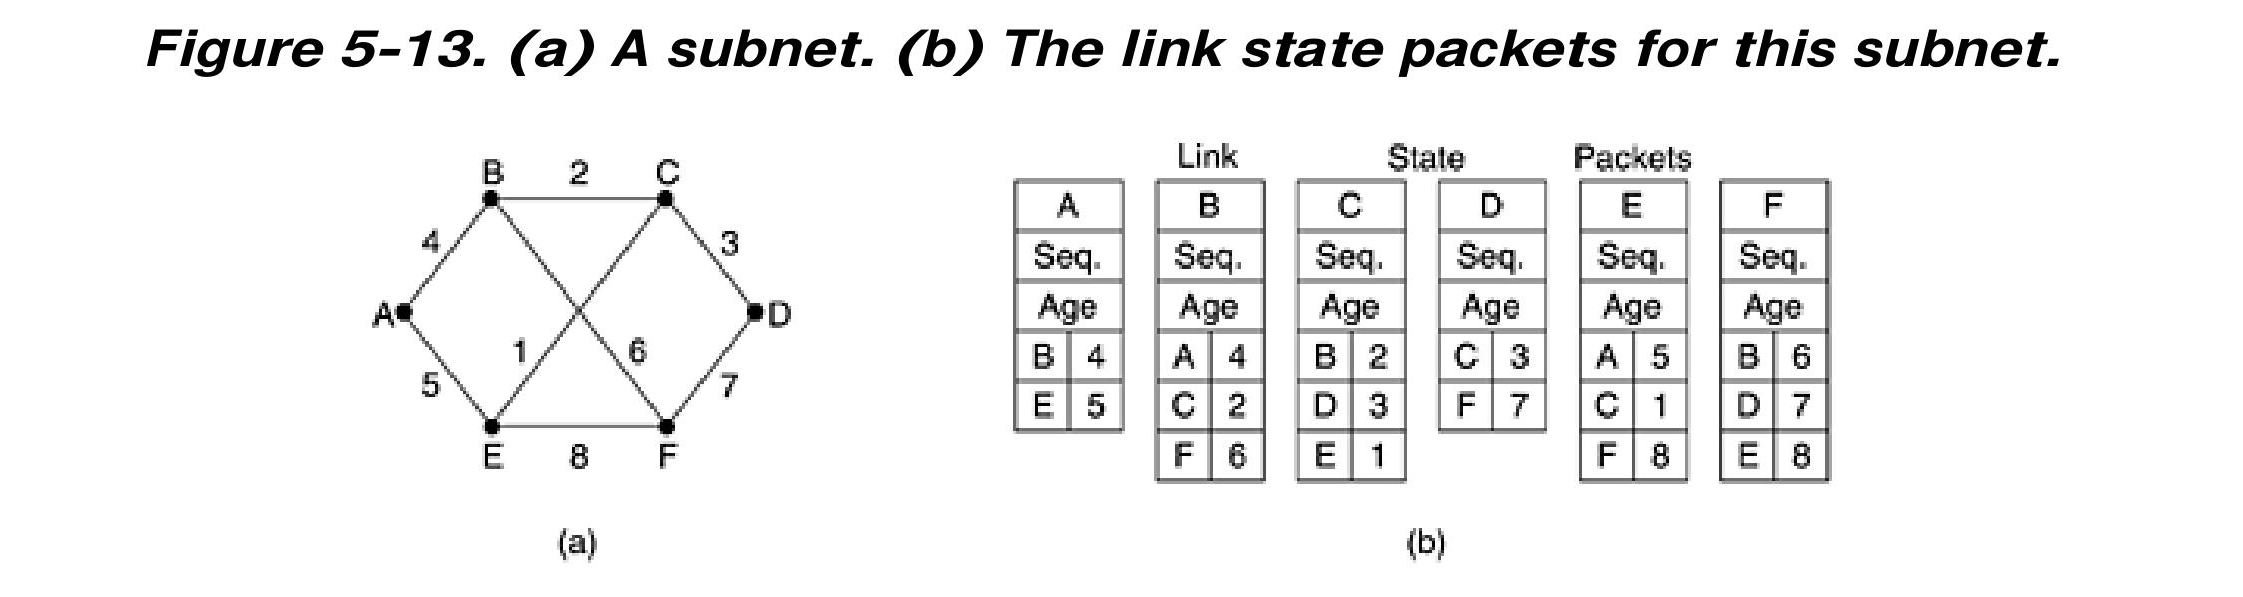 Figure 5-13. (a) A subnet. (b) The link state packets for this subnet.
B 2 C
4 3
A D
1 6
5 7
E 8 F
(a)
Link State Packets
A B C D E F
Seq. Seq. Seq. Seq. Seq. Seq.
Age Age Age Age Age Age
B 4 A 4 B 2 C 3 A 5 B 6
E 5 C 2 D 3 F 7 C 1 D 7
F 6 E 1 F 8 E 8
(b)